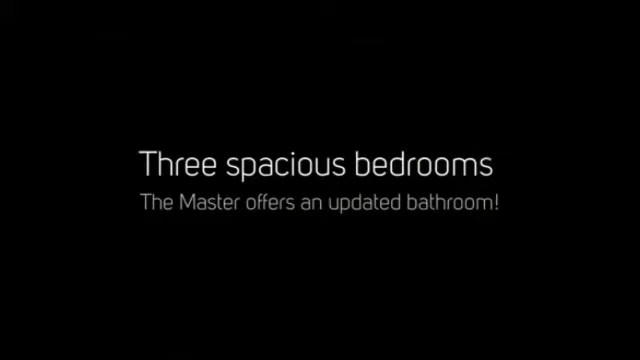 Three spacious bedrooms
The Master offers an updated bathroom!